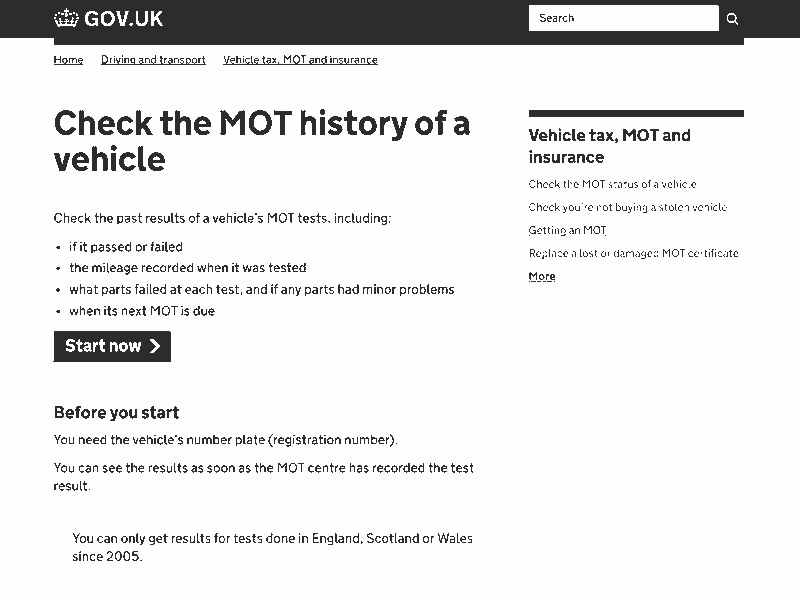 GOV.UK
Search
Home Driving and transport Vehicle tax, MOT and insurance
Check the MOT history of a
vehicle
Check the past results of a vehicle's MOT tests, including:
• if it passed or failed
• the mileage recorded when it was tested
• what parts failed at each test, and if any parts had minor problems
• when its next MOT is due
Start now
Before you start
You need the vehicle's number plate (registration number).
You can see the results as soon as the MOT centre has recorded the test
result.
You can only get results for tests done in England, Scotland or Wales
since 2005.
Vehicle tax, MOT and
insurance
Check the MOT status of a vehicle
Check you're not buying a stolen vehicle
Getting an MOT
Replace a lost or damaged MOT certificate
More